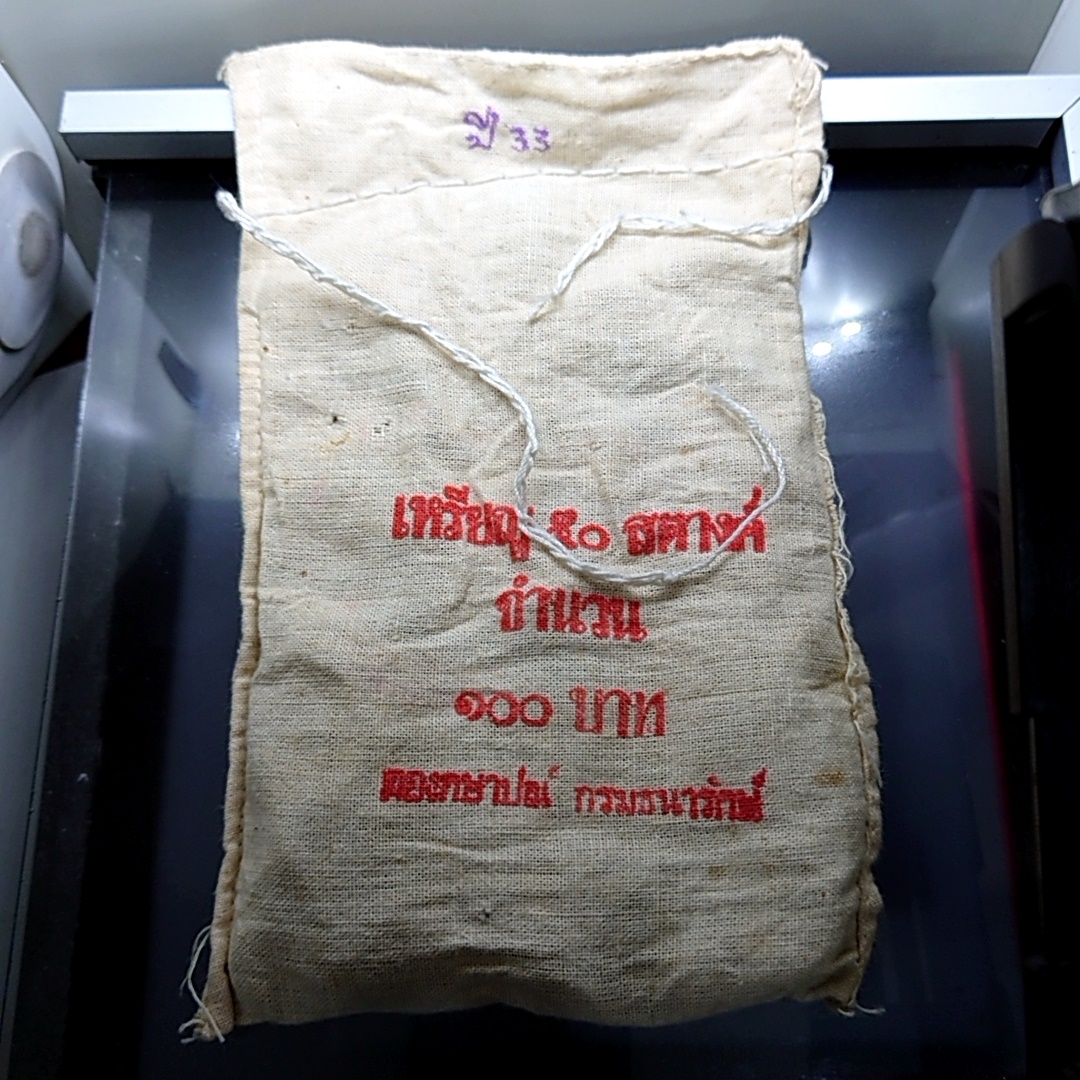 ปี 33
เหรียญ ๕๐ สตางค์
จำนวน
๑๐๐ บาท
กองกษาปณ์ กรมธนารักษ์